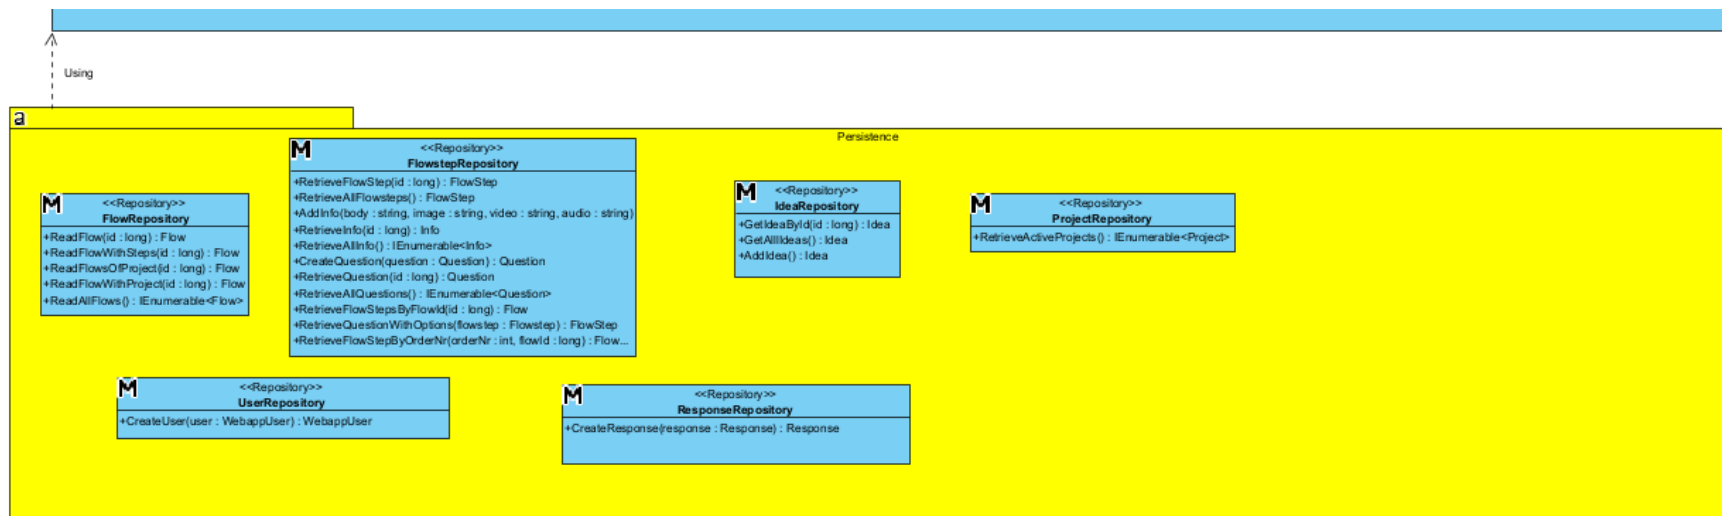 Using
a
Persistence
M
<<Repository>>
FlowRepository
+ReadFlow(id : long) : Flow
+ReadFlowWithSteps(id : long) : Flow
+ReadFlowsOfProject(id : long) : Flow
+ReadFlowWithProject(id : long) : Flow
+ReadAllFlows() : IEnumerable<Flow>
M
<<Repository>>
FlowstepRepository
+RetrieveFlowStep(id : long) : FlowStep
+RetrieveAllFlowsteps() : FlowStep
+AddInfo(body : string, image : string, video : string, audio : string)
+RetrieveInfo(id : long) : Info
+RetrieveAllInfo() : IEnumerable<Info>
+CreateQuestion(question : Question) : Question
+RetrieveQuestion(id : long) : Question
+RetrieveAllQuestions() : IEnumerable<Question>
+RetrieveFlowStepsByFlowId(id : long) : Flow
+RetrieveQuestionWithOptions(flowstep : Flowstep) : FlowStep
+RetrieveFlowStepByOrderNr(orderNr : int, flowId : long) : Flow...
M
<<Repository>>
IdeaRepository
+GetIdeaById(id : long) : Idea
+GetAllIdeas() : Idea
+AddIdea() : Idea
M
<<Repository>>
ProjectRepository
+RetrieveActiveProjects() : IEnumerable<Project>
M
<<Repository>>
UserRepository
+CreateUser(user : WebappUser) : WebappUser
M
<<Repository>>
ResponseRepository
+CreateResponse(response : Response) : Response